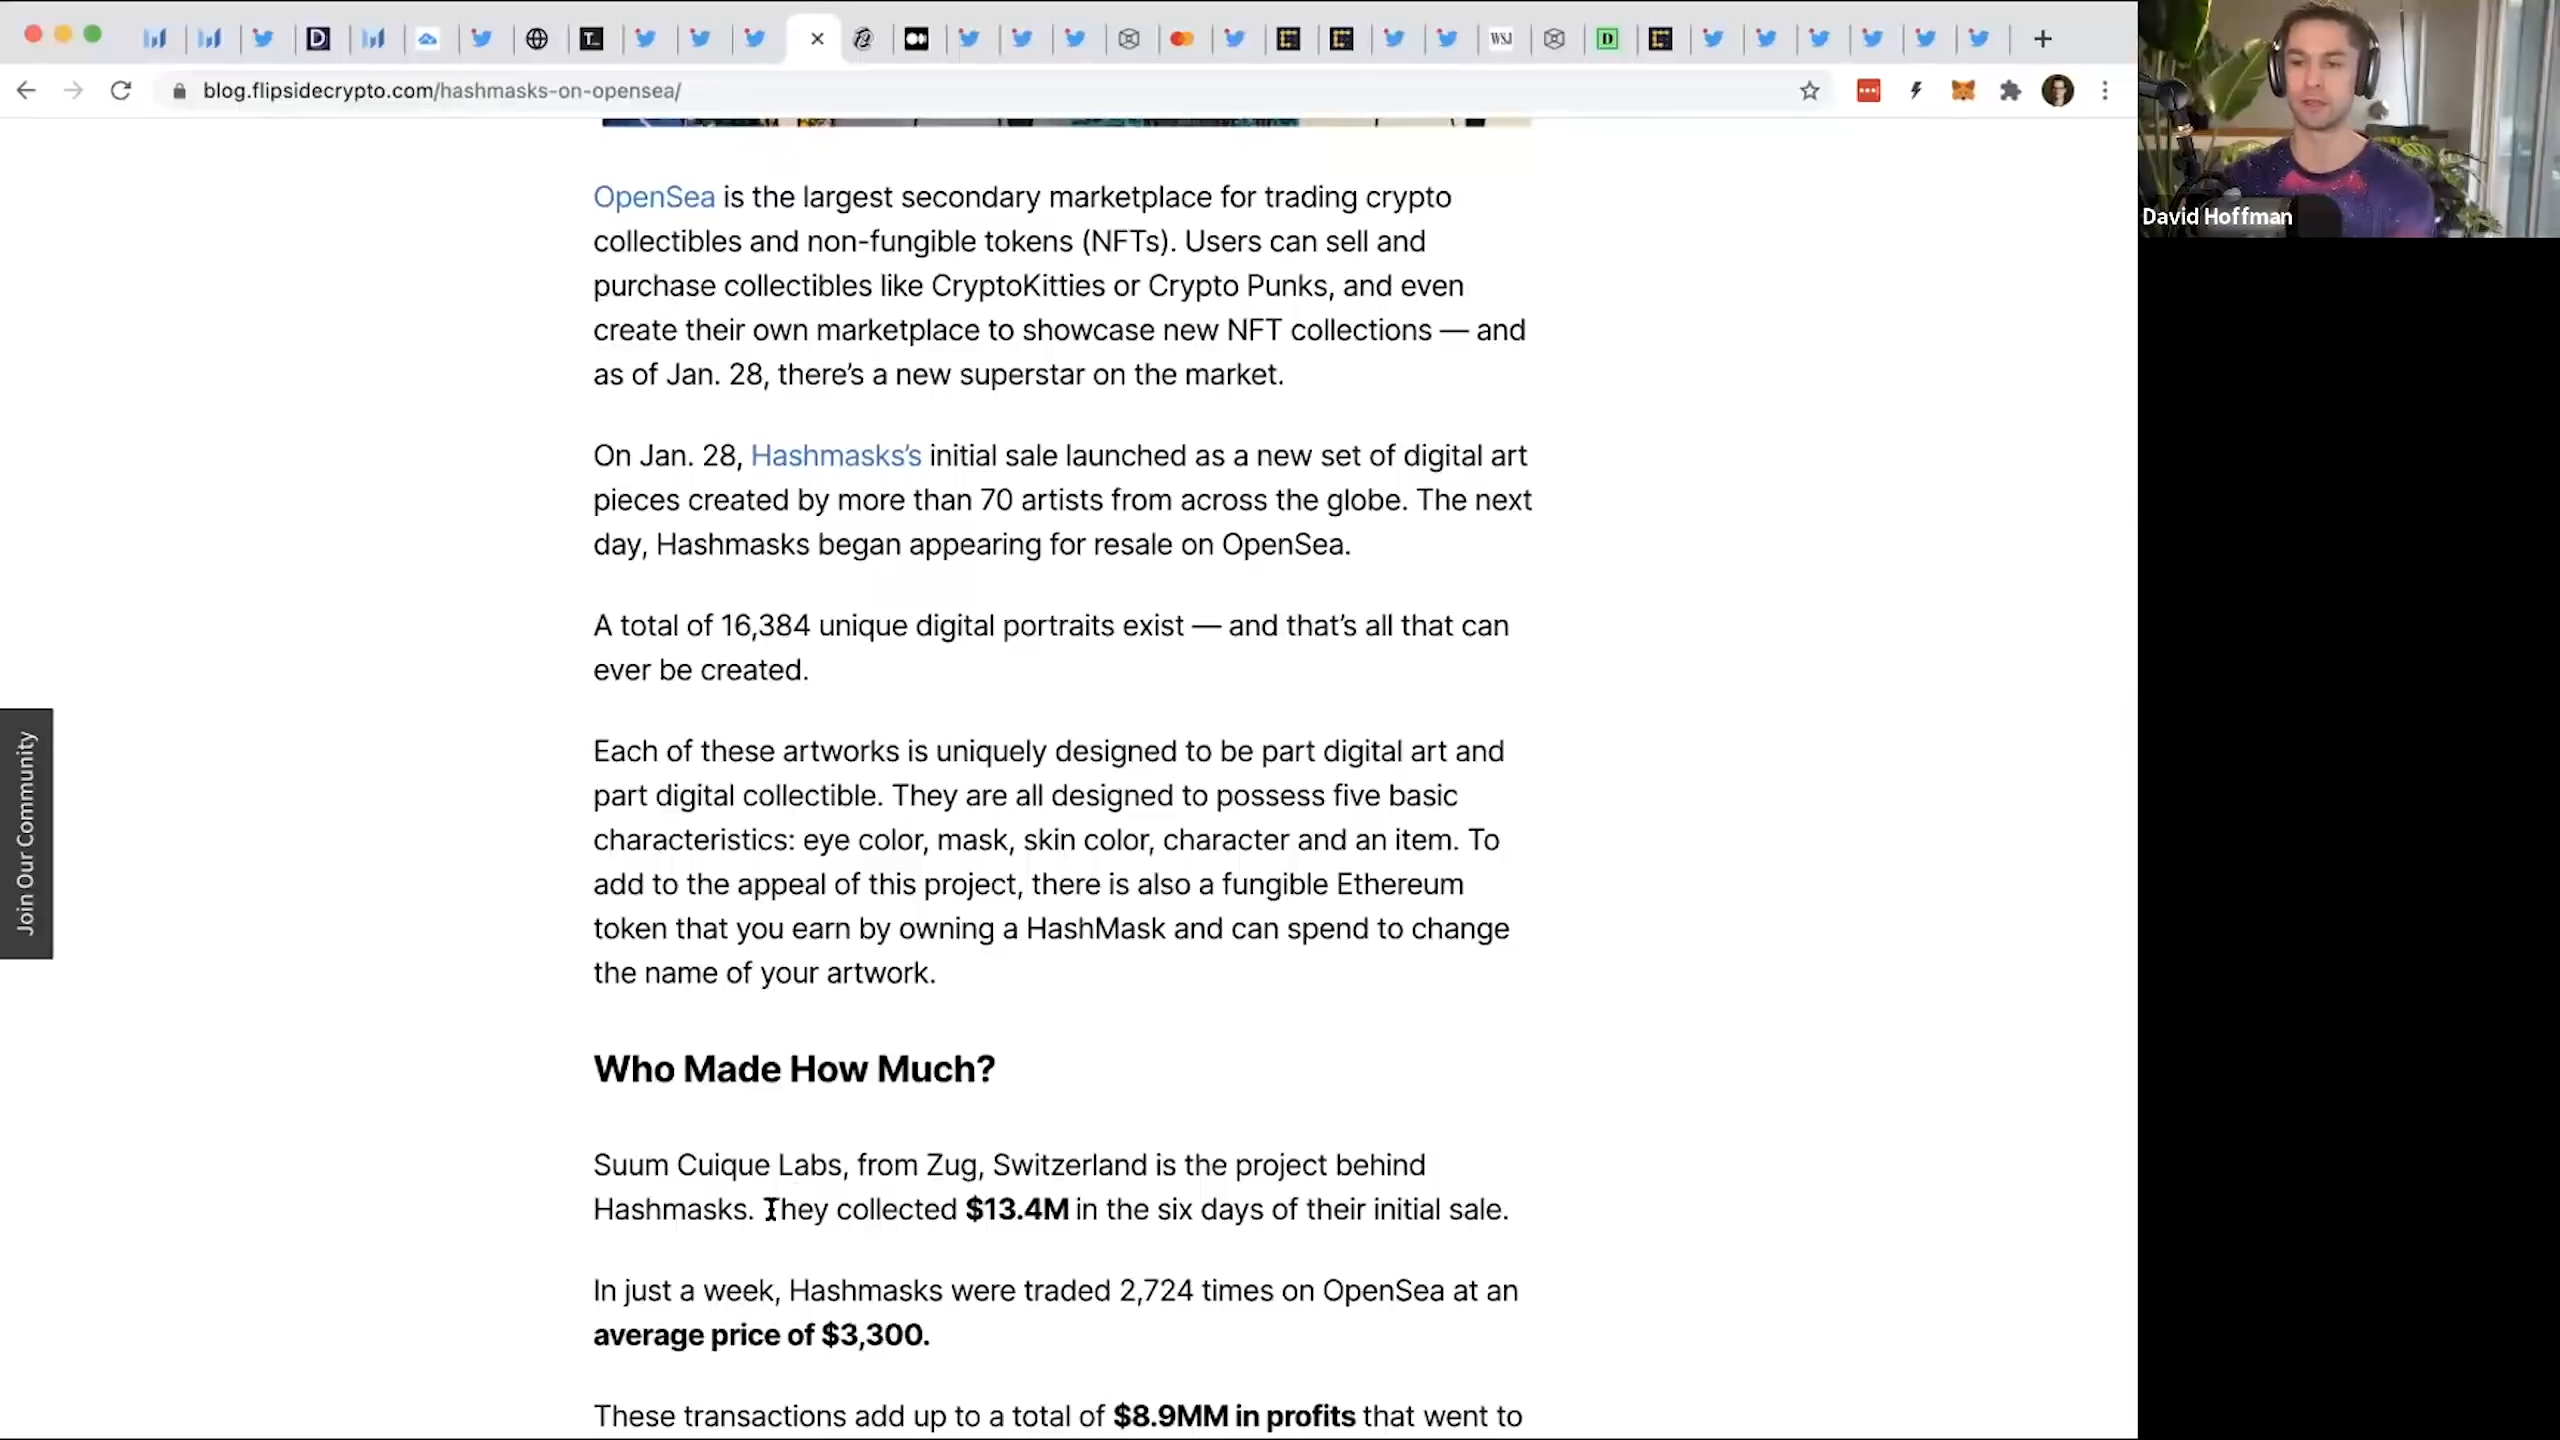 WSJ
D
blog.flipsidecrypto.com/hashmasks-on-opensea/
David Hoffman
OpenSea is the largest secondary marketplace for trading crypto
collectibles and non-fungible tokens (NFTs). Users can sell and
purchase collectibles like CryptoKitties or Crypto Punks, and even
create their own marketplace to showcase new NFT collections — and
as of Jan. 28, there’s a new superstar on the market.
On Jan. 28, Hashmasks’s initial sale launched as a new set of digital art
pieces created by more than 70 artists from across the globe. The next
day, Hashmasks began appearing for resale on OpenSea.
A total of 16,384 unique digital portraits exist — and that’s all that can
ever be created.
Each of these artworks is uniquely designed to be part digital art and
part digital collectible. They are all designed to possess five basic
characteristics: eye color, mask, skin color, character and an item. To
add to the appeal of this project, there is also a fungible Ethereum
token that you earn by owning a HashMask and can spend to change
the name of your artwork.
Join Our Community
Who Made How Much?
Suum Cuique Labs, from Zug, Switzerland is the project behind
Hashmasks. They collected $13.4M in the six days of their initial sale.
In just a week, Hashmasks were traded 2,724 times on OpenSea at an
average price of $3,300.
These transactions add up to a total of $8.9MM in profits that went to